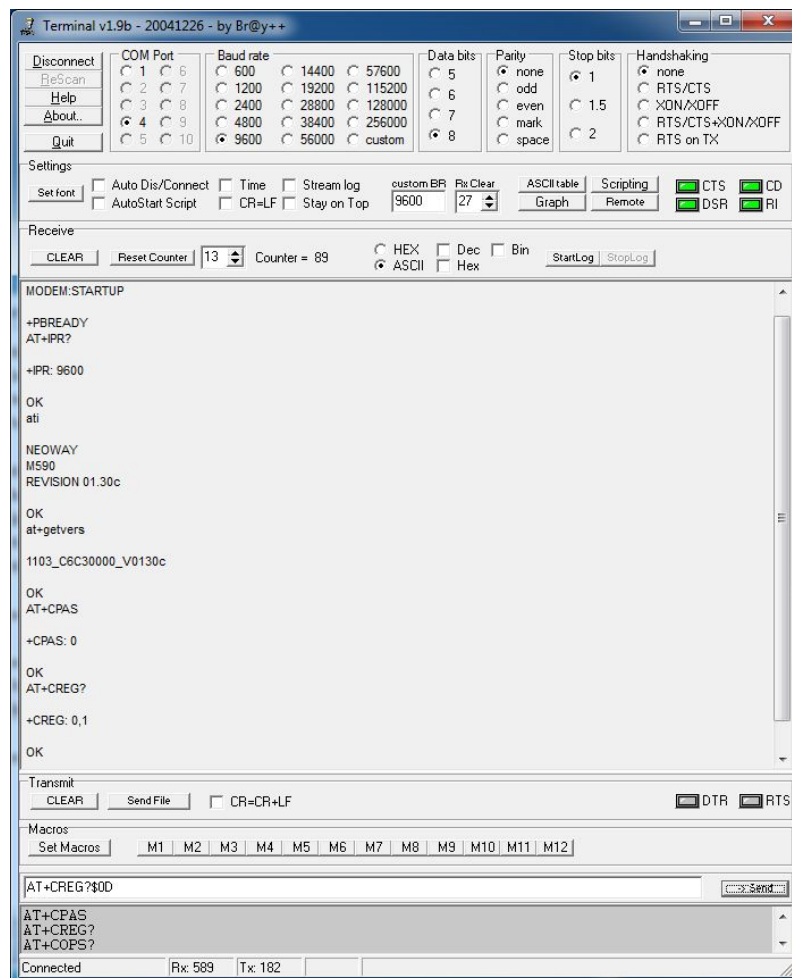 Terminal v1.9b - 20041226 - by Br@y++
Disconnect
ReScan
Help
About..
Quit
COM Port
1 6
2 7
3 8
4 9
5 10
Baud rate
600 14400 57600
1200 19200 115200
2400 28800 128000
4800 38400 256000
9600 56000 custom
Data bits
5
6
7
8
Parity
none
odd
even
mark
space
Stop bits
1
1.5
2
Handshaking
none
RTS/CTS
XON/XOFF
RTS/CTS+XON/XOFF
RTS on TX
Settings
Set font
Auto Dis/Connect Time Stream log
AutoStart Script CR=LF Stay on Top
custom BR Rx Clear
9600 27
ASCII table Scripting
Graph Remote
CTS CD
DSR RI
Receive
CLEAR Reset Counter 13 Counter = 89
HEX Dec Bin
ASCII Hex
StartLog StopLog
MODEM:STARTUP
+PBREADY
AT+IPR?
+IPR: 9600
OK
ati
NEOWAY
M590
REVISION 01.30c
OK
at+getvers
1103_C6C30000_V0130c
OK
AT+CPAS
+CPAS: 0
OK
AT+CREG?
+CREG: 0,1
OK
Transmit
CLEAR Send File CR=CR+LF DTR RTS
Macros
Set Macros M1 M2 M3 M4 M5 M6 M7 M8 M9 M10 M11 M12
AT+CREG?$0D
-> Send
AT+CPAS
AT+CREG?
AT+COPS?
Connected Rx: 589 Tx: 182